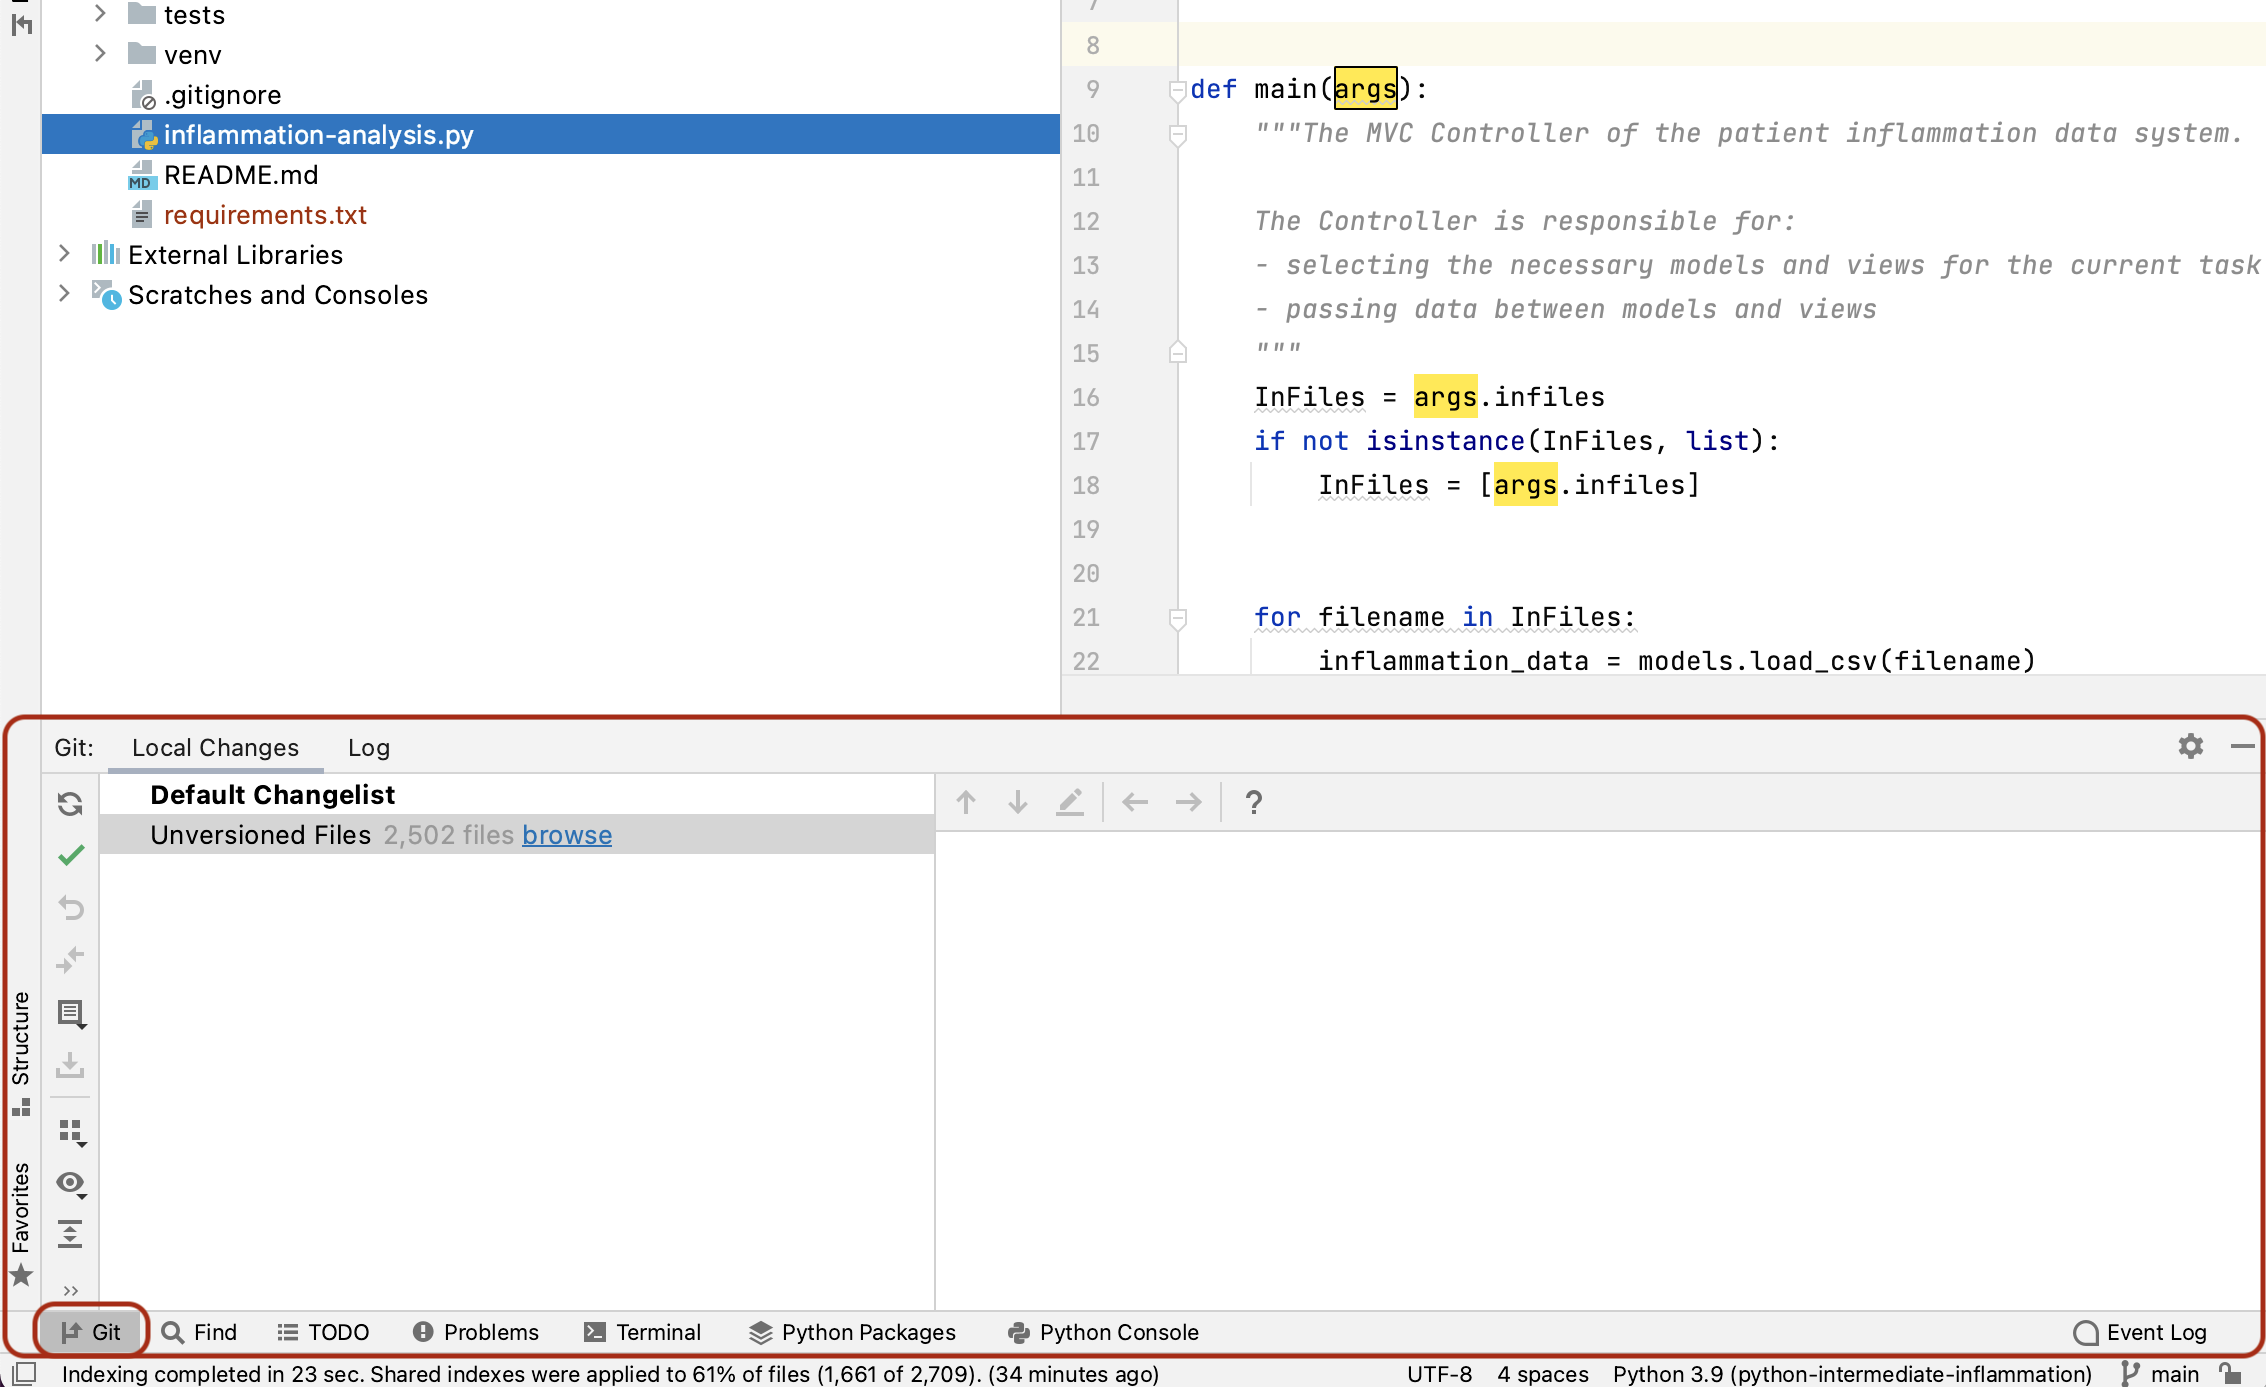 tests
venv
.gitignore
inflammation-analysis.py
MD README.md
requirements.txt
External Libraries
Scratches and Consoles
7
8
9 def main(args):
10 """The MVC Controller of the patient inflammation data system.
11
12 The Controller is responsible for:
13 - selecting the necessary models and views for the current task
14 - passing data between models and views
15 """
16 InFiles = args.infiles
17 if not isinstance(InFiles, list):
18 InFiles = [args.infiles]
19
20
21 for filename in InFiles:
22 inflammation_data = models.load_csv(filename)
Git: Local Changes Log
Default Changelist
Unversioned Files 2,502 files browse
?
Structure
Favorites
Git Find TODO Problems Terminal Python Packages Python Console Event Log
Indexing completed in 23 sec. Shared indexes were applied to 61% of files (1,661 of 2,709). (34 minutes ago) UTF-8 4 spaces Python 3.9 (python-intermediate-inflammation) main